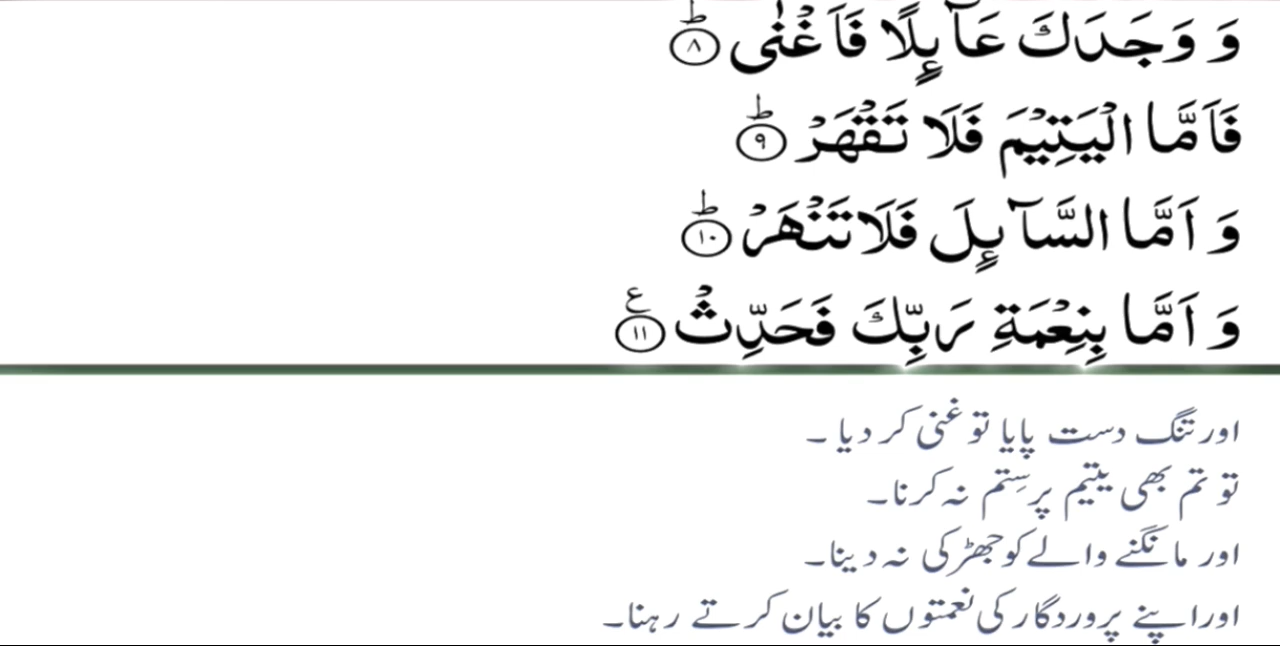 وَ وَجَدَكَ عَآئِلًا فَاَغْنٰى ؕ ﴿۸﴾
فَاَمَّا الْيَتِيْمَ فَلَا تَقْهَرْ ؕ ﴿۹﴾
وَ اَمَّا السَّآئِلَ فَلَا تَنْهَرْ ؕ ﴿۱۰﴾
وَ اَمَّا بِنِعْمَةِ رَبِّكَ فَحَدِّثْ ﴿۱۱﴾ ع
اور تنگ دست پایا تو غنی کر دیا ۔
تو تم بھی یتیم پر سِتم نہ کرنا۔
اور مانگنے والے کو جھڑکی نہ دینا۔
اور اپنے پروردگار کی نعمتوں کا بیان کرتے رہنا۔